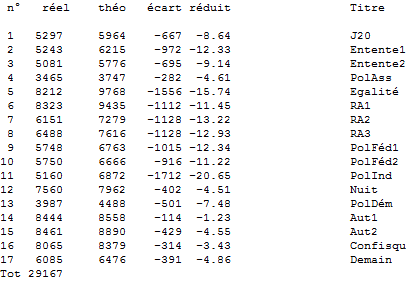 n° réel théo écart réduit Titre
1 5297 5964 -667 -8.64 J20
2 5243 6215 -972 -12.33 Entente1
3 5081 5776 -695 -9.14 Entente2
4 3465 3747 -282 -4.61 PolAss
5 8212 9768 -1556 -15.74 Egalité
6 8323 9435 -1112 -11.45 RA1
7 6151 7279 -1128 -13.22 RA2
8 6488 7616 -1128 -12.93 RA3
9 5748 6763 -1015 -12.34 PolFéd1
10 5750 6666 -916 -11.22 PolFéd2
11 5160 6872 -1712 -20.65 PolInd
12 7560 7962 -402 -4.51 Nuit
13 3987 4488 -501 -7.48 PolDém
14 8444 8558 -114 -1.23 Aut1
15 8461 8890 -429 -4.55 Aut2
16 8065 8379 -314 -3.43 Confisqu
17 6085 6476 -391 -4.86 Demain
Tot 29167